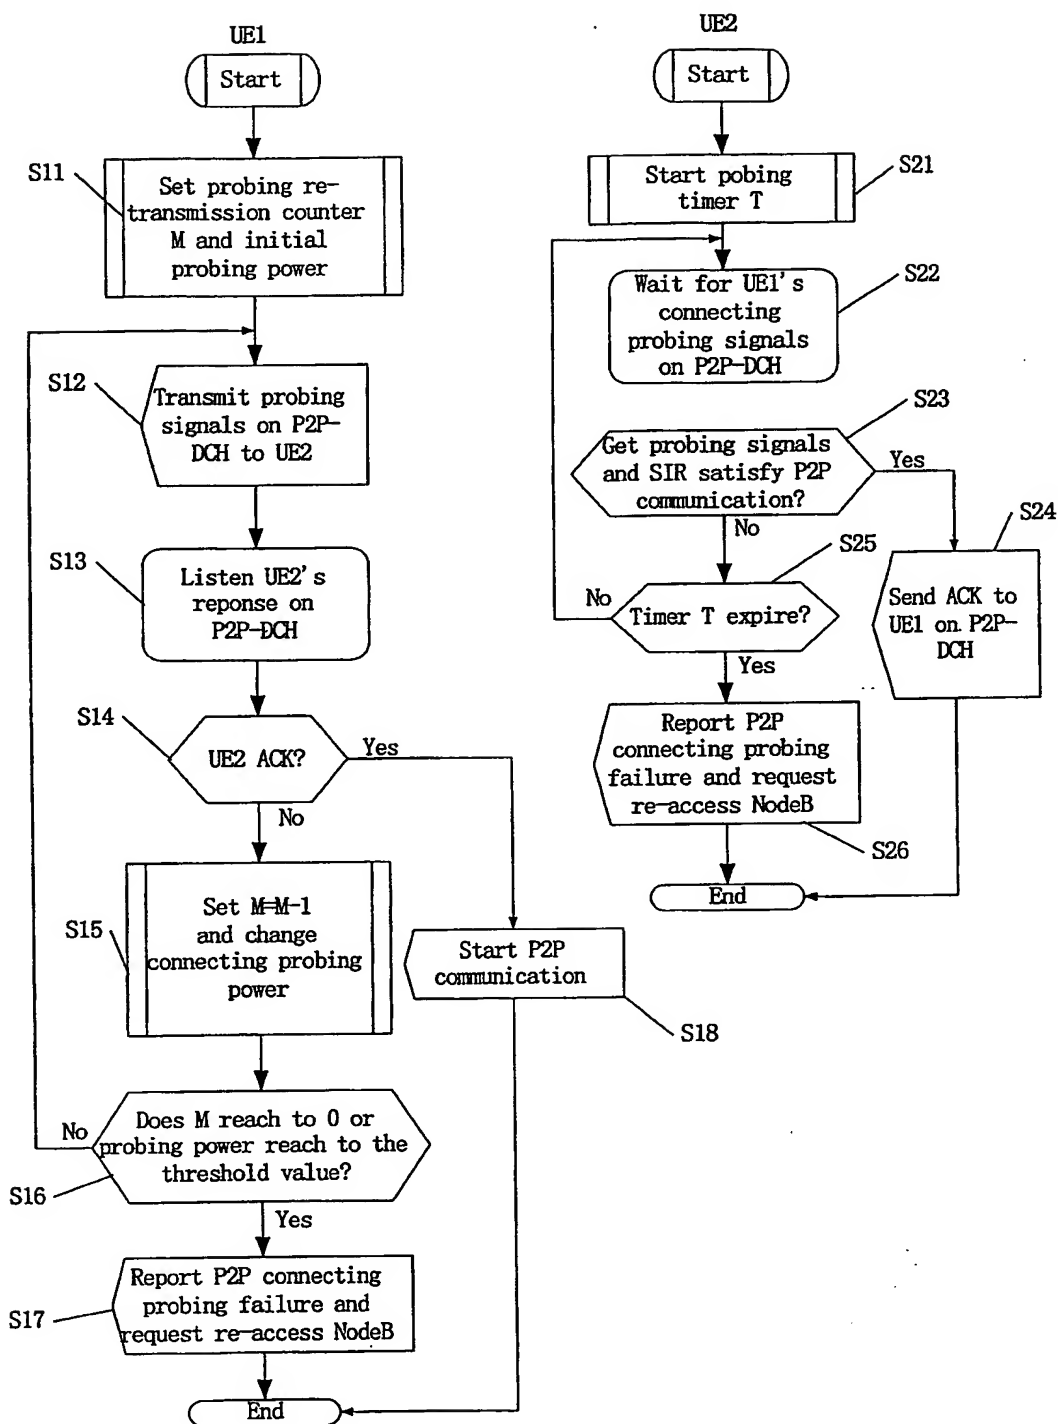 UE1
Start
S11
Set probing re-
transmission counter
M and initial
probing power
S12
Transmit probing
signals on P2P-
DCH to UE2
S13
Listen UE2's
reponse on
P2P-DCH
S14
UE2 ACK?
Yes
No
S15
Set M=M-1
and change
connecting probing
power
Start P2P
communication
S18
No
Does M reach to 0 or
probing power reach to the
threshold value?
S16
Yes
Report P2P connecting
probing failure and
request re-access NodeB
S17
End
UE2
Start
Start pobing
timer T
S21
Wait for UE1's
connecting
probing signals
on P2P-DCH
S22
S23
Get probing signals
and SIR satisfy P2P
communication?
Yes
No
S24
Send ACK to
UE1 on P2P-
DCH
S25
No
Timer T expire?
Yes
Report P2P
connecting probing
failure and request
re-access NodeB
S26
End